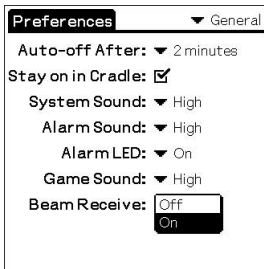 Preferences General
Auto-off After: 2 minutes
Stay on in Cradle:
System Sound: High
Alarm Sound: High
Alarm LED: On
Game Sound: High
Beam Receive: Off
On